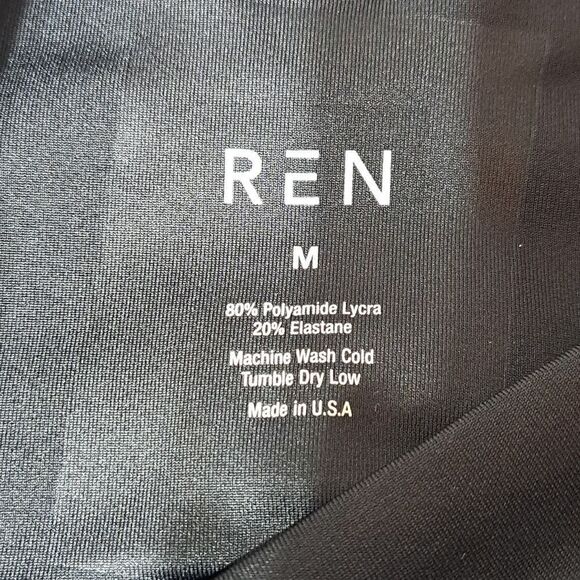 REN
M
80% Polyamide Lycra
20% Elastane
Machine Wash Cold
Tumble Dry Low
Made in U.S.A